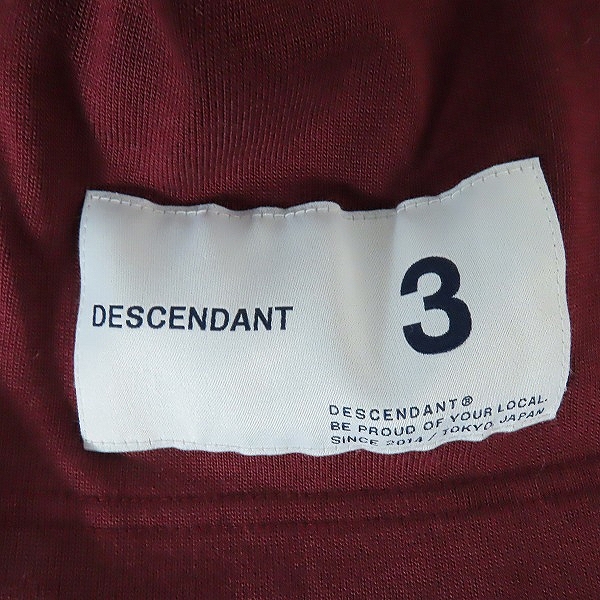 DESCENDANT
3
DESCENDANT®
BE PROUD OF YOUR LOCAL.
SINCE 2014 / TOKYO JAPAN